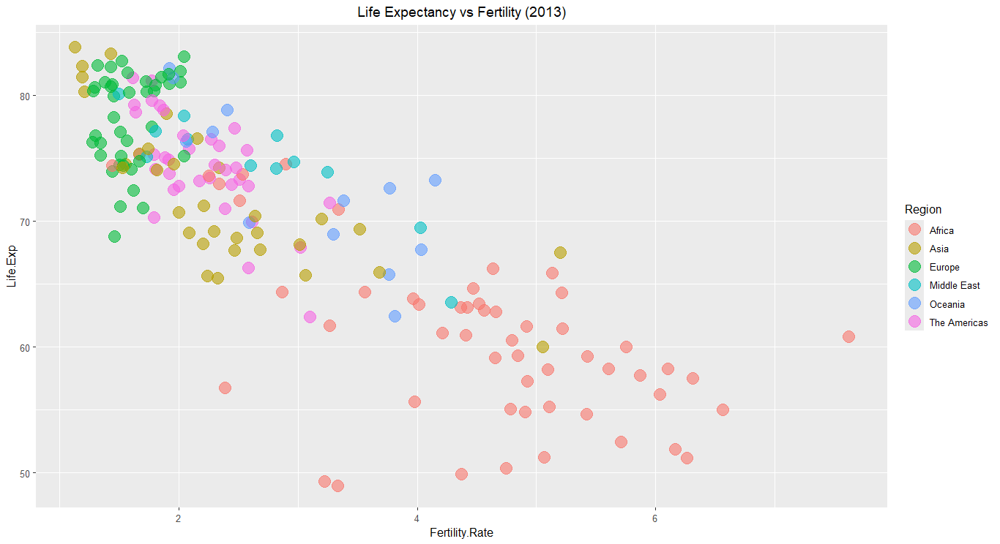 Life Expectancy vs Fertility (2013)
Life.Exp
80
70
60
50
2
4
6
Fertility.Rate
Region
Africa
Asia
Europe
Middle East
Oceania
The Americas